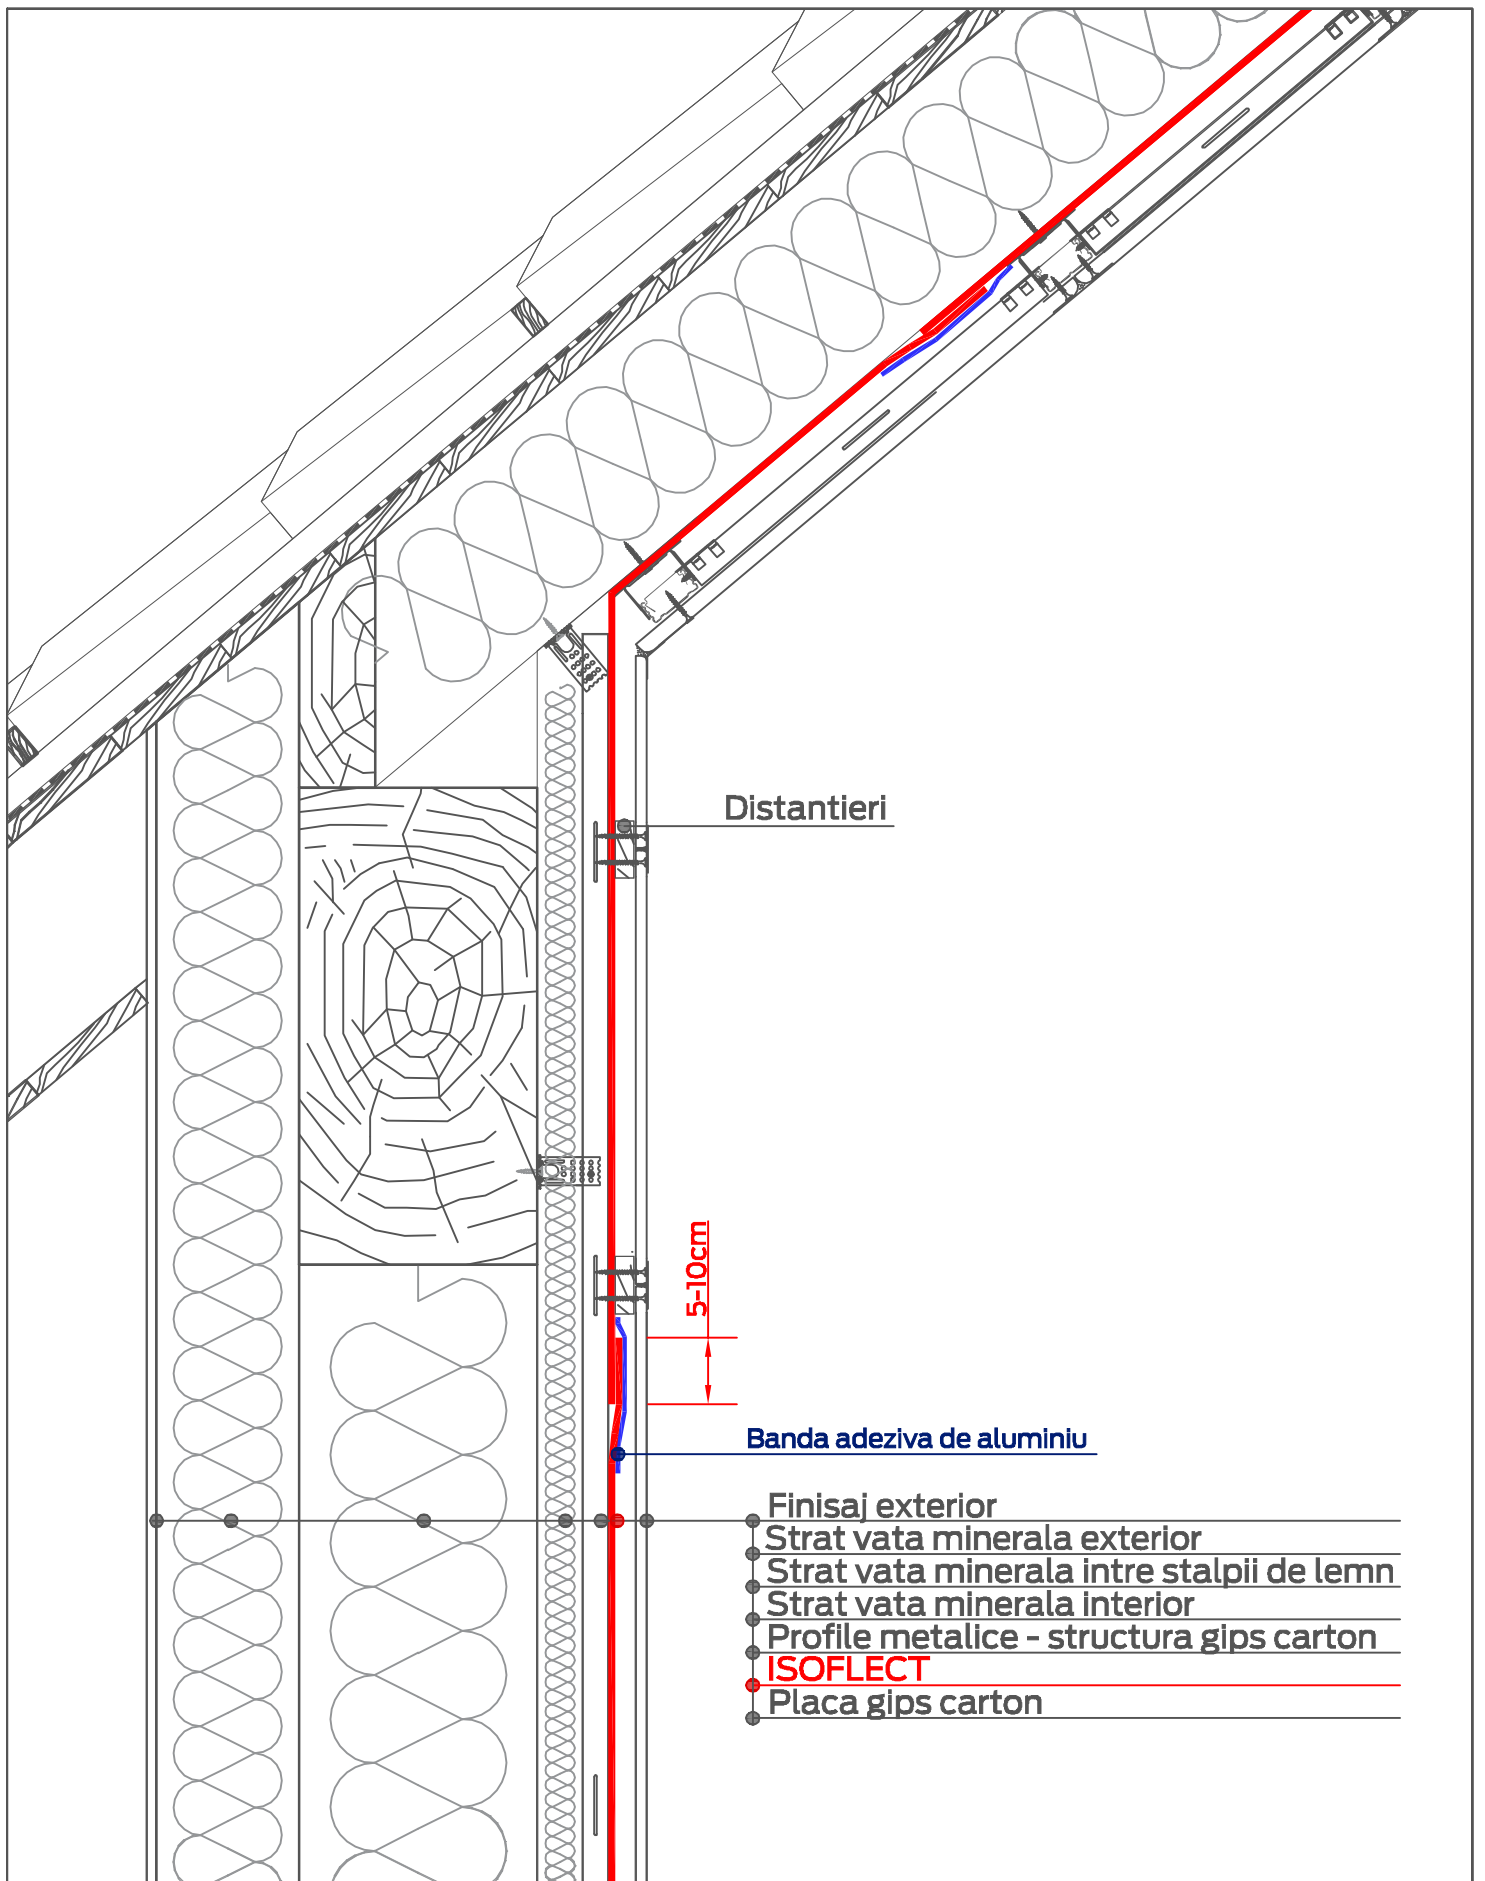 Distantieri
5-10cm
Banda adeziva de aluminiu
Finisaj exterior
Strat vata minerala exterior
Strat vata minerala intre stalpii de lemn
Strat vata minerala interior
Profile metalice - structura gips carton
ISOFLECT
Placa gips carton